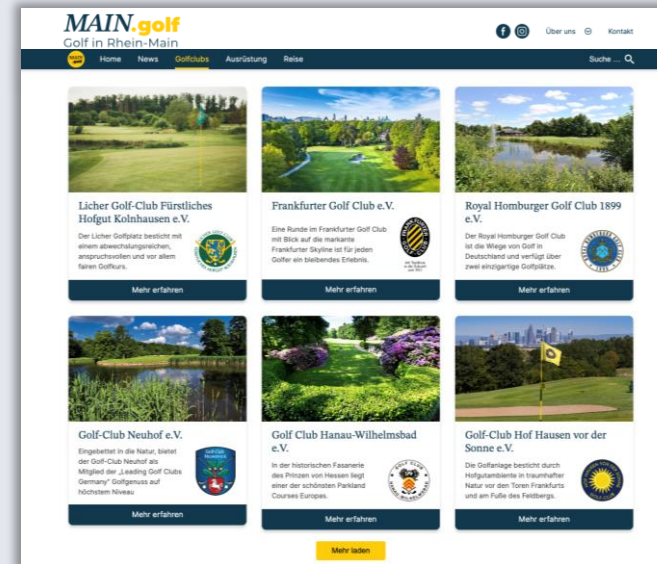 MAIN.golf
Golf in Rhein-Main
Über uns
Kontakt
Home
News
Golfclubs
Ausrüstung
Reise
Suche ...
Licher Golf-Club Fürstliches
Hofgut Kolnhausen e.V.
Der Licher Golfplatz besticht mit
einem abwechslungsreichen,
anspruchsvollen und vor allem
fairen Golfkurs.
Mehr erfahren
Frankfurter Golf Club e.V.
Eine Runde im Frankfurter Golf Club
mit Blick auf die markante
Frankfurter Skyline ist für jeden
Golfer ein bleibendes Erlebnis.
Mehr erfahren
Royal Homburger Golf Club 1899
e.V.
Der Royal Homburger Golf Club
ist die Wiege von Golf in
Deutschland und verfügt über
zwei einzigartige Golfplätze.
Mehr erfahren
Golf-Club Neuhof e.V.
Eingebettet in die Natur, bietet
der Golf-Club Neuhof als
Mitglied der „Leading Golf Clubs
Germany" Golfgenuss auf
höchstem Niveau
Mehr erfahren
Golf Club Hanau-Wilhelmsbad
e.V.
In der historischen Fasanerie
des Prinzen von Hessen liegt
einer der schönsten Parkland
Courses Europas.
GOLF CLUB
HANAU-WILHELMSBAD
Mehr erfahren
Golf-Club Hof Hausen vor der
Sonne e.V.
Die Golfanlage besticht durch
Hofgutambiente in traumhafter
Natur vor den Toren Frankfurts
und am Fuße des Feldbergs.
Mehr erfahren
Mehr laden